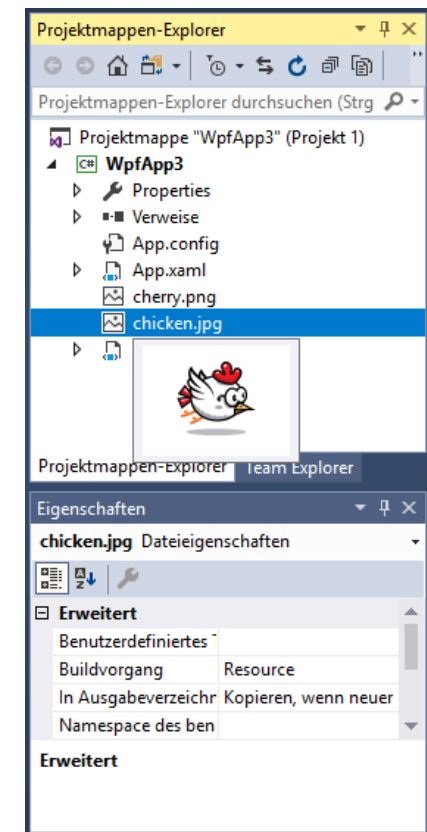 Projektmappen-Explorer
Projektmappen-Explorer durchsuchen (Strg
Projektmappe "WpfApp3" (Projekt 1)
C# WpfApp3
Properties
Verweise
App.config
App.xaml
cherry.png
chicken.jpg
Projektmappen-Explorer Team Explorer
Eigenschaften
chicken.jpg Dateieigenschaften
Erweitert
Benutzerdefiniertes
Buildvorgang Resource
In Ausgabeverzeichn Kopieren, wenn neuer
Namespace des ben
Erweitert